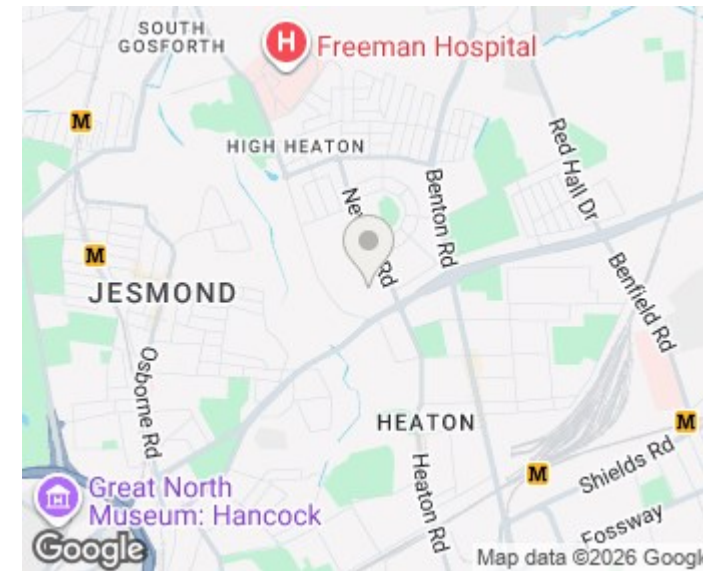 SOUTH
GOSFORTH
H
Freeman Hospital
M
HIGH HEATON
Red Hall Dr
Benton Rd
Rd
M
JESMOND
Benfield Rd
Osborne Rd
HEATON
M
Heaton Rd
Shields Rd
M
Great North
Museum: Hancock
Fossway
Google
Map data ©2026 Googl